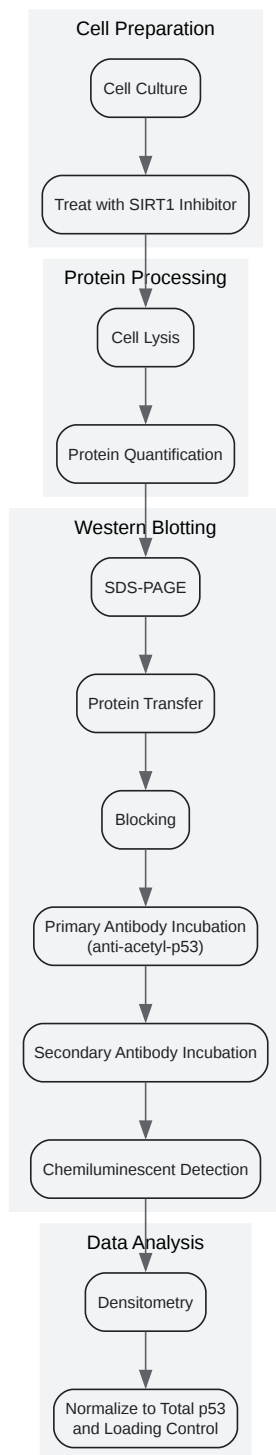 Cell Preparation
Cell Culture
Treat with SIRT1 Inhibitor
Protein Processing
Cell Lysis
Protein Quantification
Western Blotting
SDS-PAGE
Protein Transfer
Blocking
Primary Antibody Incubation
(anti-acetyl-p53)
Secondary Antibody Incubation
Chemiluminescent Detection
Data Analysis
Densitometry
Normalize to Total p53
and Loading Control